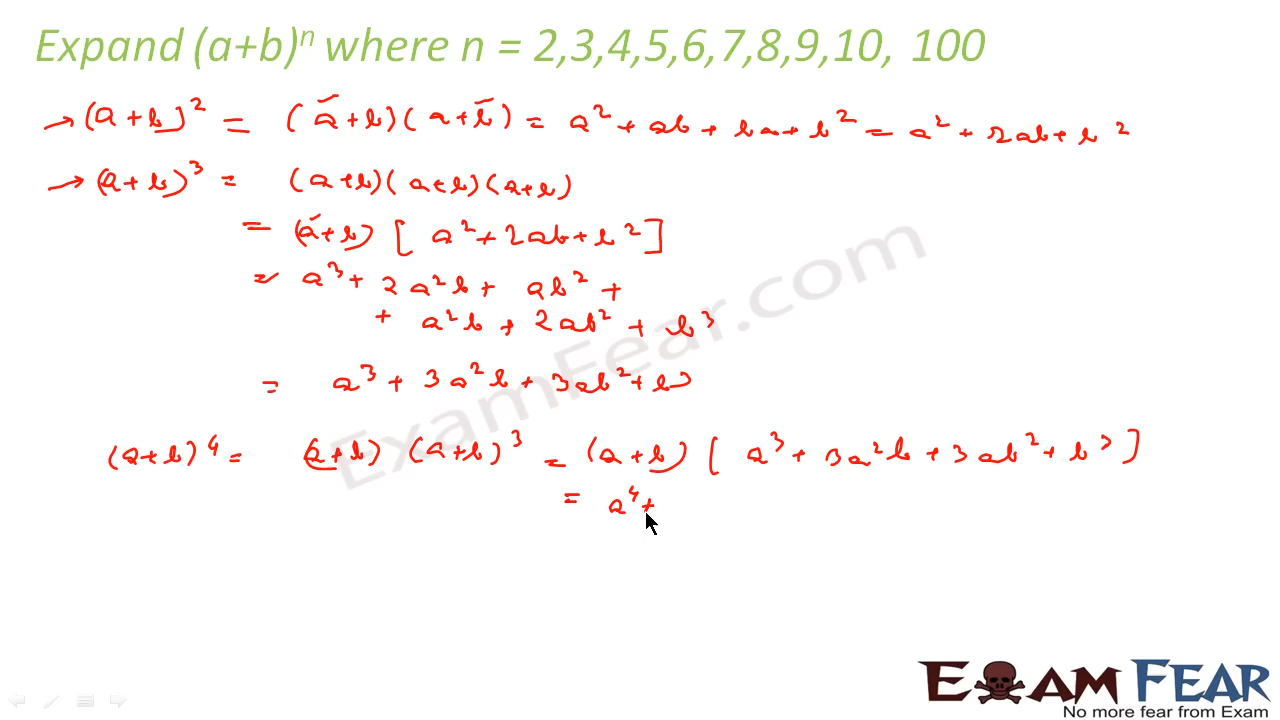 Expand (a+b)ⁿ where n = 2,3,4,5,6,7,8,9,10, 100
→ (a+b)² = (a+b)(a+b) = a² + ab + ba + b² = a² + 2ab + b²
→ (a+b)³ = (a+b)(a+b)(a+b)
= (a+b) [ a² + 2ab + b² ]
= a³ + 2a²b + ab² +
+ a²b + 2ab² + b³
= a³ + 3a²b + 3ab² + b³
(a+b)⁴ = (a+b) (a+b)³ = (a+b) [ a³ + 3a²b + 3ab² + b³ ]
= a⁴ +
ExamFear.com
EXAM FEAR
No more fear from Exam